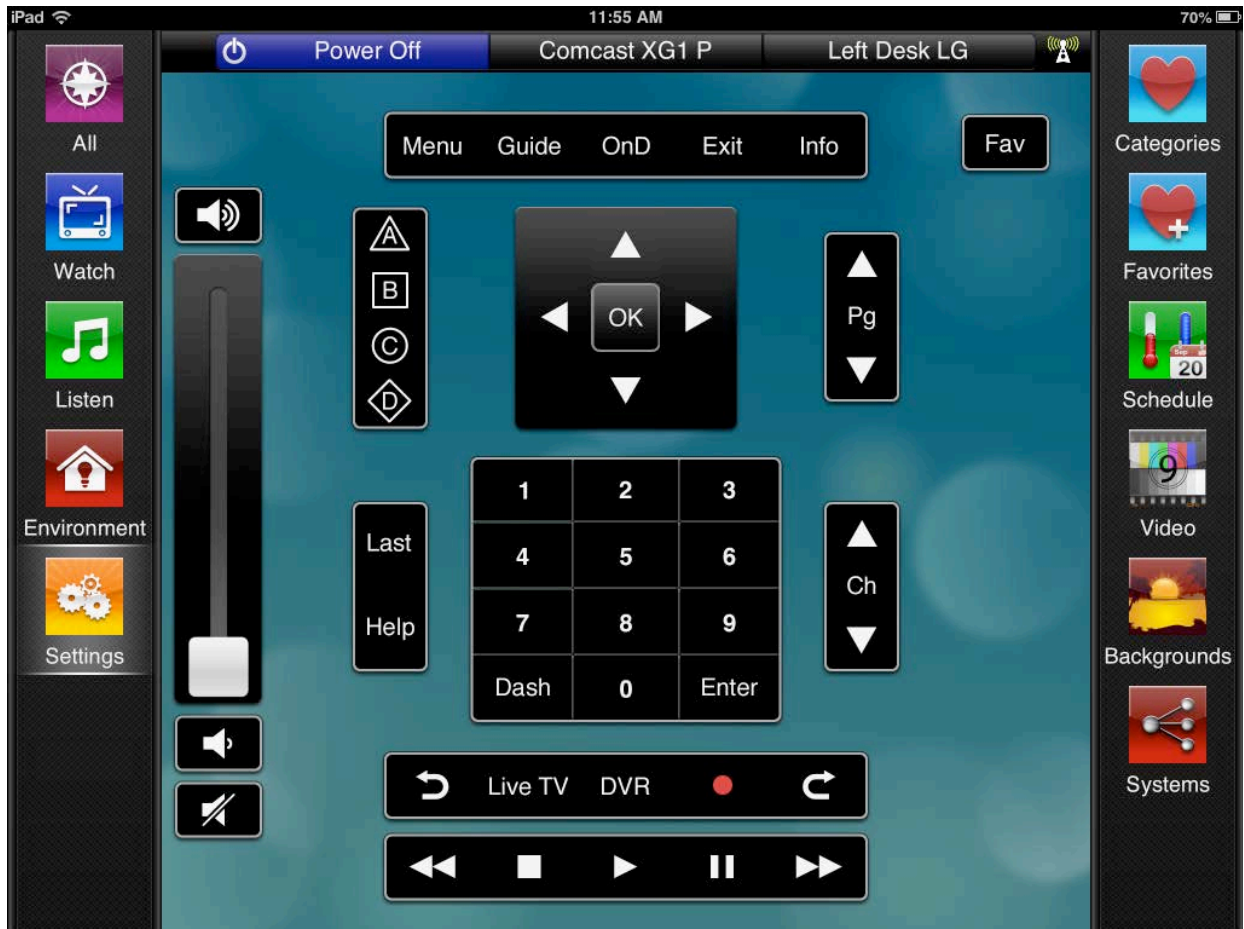 iPad 11:55 AM 70%
Power Off Comcast XG1 P Left Desk LG
All
Watch
Listen
Environment
Settings
Menu Guide OnD Exit Info
Fav
A
B
C
D
OK
Pg
Last
Help
1 2 3
4 5 6
7 8 9
Dash 0 Enter
Ch
Live TV DVR
Categories
Favorites
Sep
20
Schedule
9
Video
Backgrounds
Systems